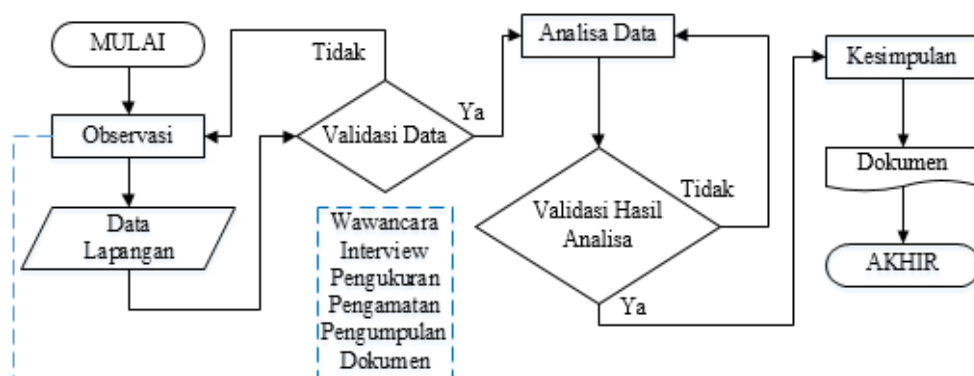 MULAI
Observasi
Data
Lapangan
Tidak
Validasi Data
Ya
Wawancara
Interview
Pengukuran
Pengamatan
Pengumpulan
Dokumen
Analisa Data
Validasi Hasil
Analisa
Tidak
Ya
Kesimpulan
Dokumen
AKHIR